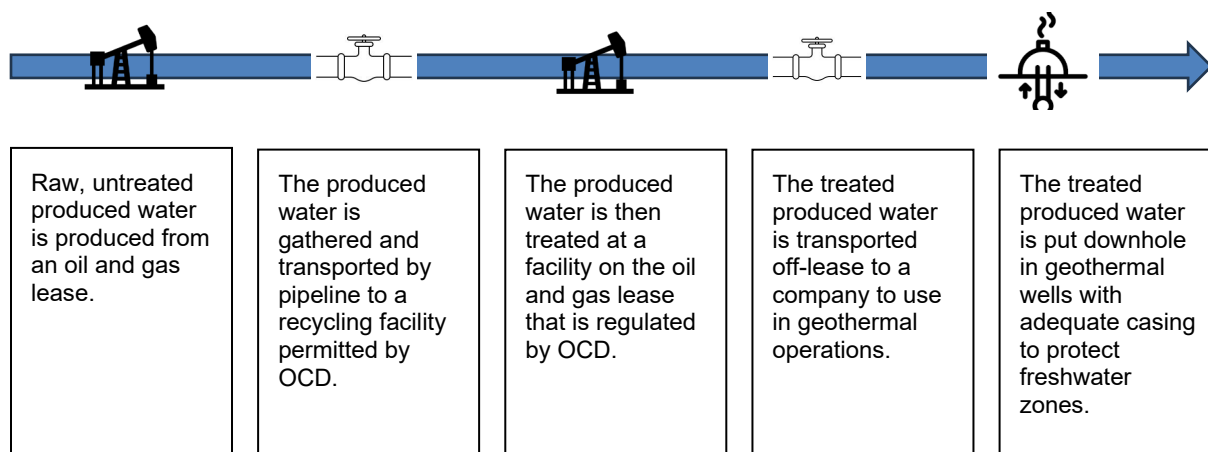 Raw, untreated
produced water
is produced from
an oil and gas
lease.
The produced
water is
gathered and
transported by
pipeline to a
recycling facility
permitted by
OCD.
The produced
water is then
treated at a
facility on the oil
and gas lease
that is regulated
by OCD.
The treated
produced water
is transported
off-lease to a
company to use
in geothermal
operations.
The treated
produced water
is put downhole
in geothermal
wells with
adequate casing
to protect
freshwater
zones.